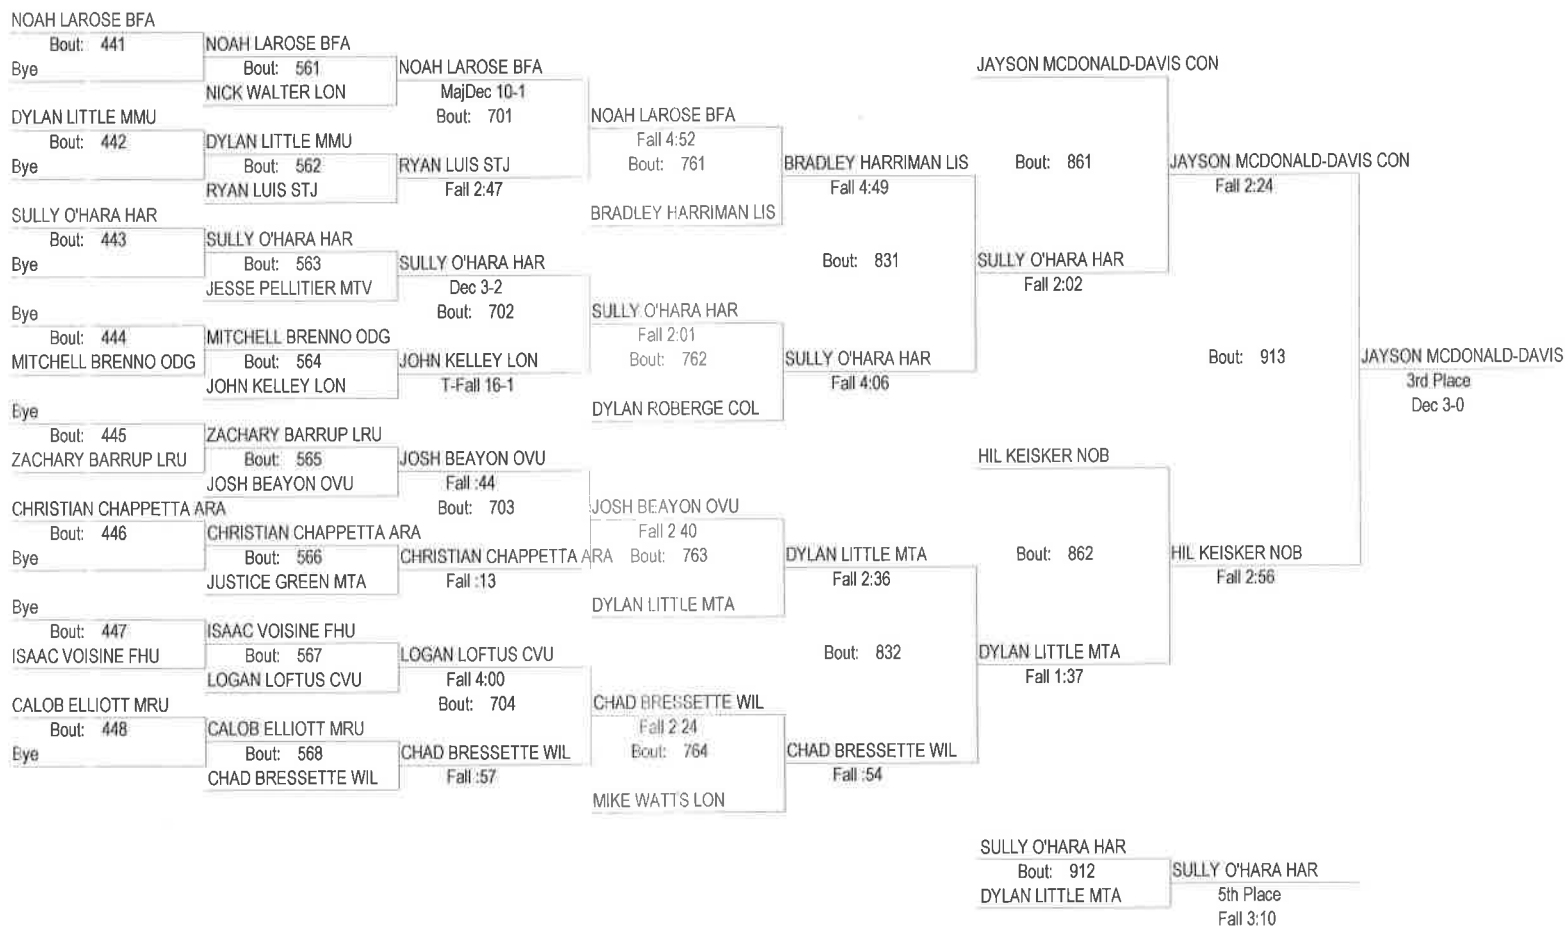 NOAH LAROSE BFA
Bout: 441
Bye
DYLAN LITTLE MMU
Bout: 442
Bye
SULLY O'HARA HAR
Bout: 443
Bye
Bye
Bout: 444
MITCHELL BRENNO ODG
Bye
Bout: 445
ZACHARY BARRUP LRU
CHRISTIAN CHAPPETTA ARA
Bout: 446
Bye
Bye
Bout: 447
ISAAC VOISINE FHU
CALOB ELLIOTT MRU
Bout: 448
Bye
NOAH LAROSE BFA
Bout: 561
NICK WALTER LON
DYLAN LITTLE MMU
Bout: 562
RYAN LUIS STJ
SULLY O'HARA HAR
Bout: 563
JESSE PELLITIER MTV
MITCHELL BRENNO ODG
Bout: 564
JOHN KELLEY LON
ZACHARY BARRUP LRU
Bout: 565
JOSH BEAYON OVU
CHRISTIAN CHAPPETTA ARA
Bout: 566
JUSTICE GREEN MTA
ISAAC VOISINE FHU
Bout: 567
LOGAN LOFTUS CVU
CALOB ELLIOTT MRU
Bout: 568
CHAD BRESSETTE WIL
NOAH LAROSE BFA
MajDec 10-1
Bout: 701
RYAN LUIS STJ
Fall 2:47
SULLY O'HARA HAR
Dec 3-2
Bout: 702
JOHN KELLEY LON
T-Fall 16-1
JOSH BEAYON OVU
Fall :44
Bout: 703
CHRISTIAN CHAPPETTA ARA
Fall :13
LOGAN LOFTUS CVU
Fall 4:00
Bout: 704
CHAD BRESSETTE WIL
Fall :57
NOAH LAROSE BFA
Fall 4:52
Bout: 761
BRADLEY HARRIMAN LIS
SULLY O'HARA HAR
Fall 2:01
Bout: 762
DYLAN ROBERGE COL
JOSH BEAYON OVU
Fall 2 40
Bout: 763
DYLAN LITTLE MTA
CHAD BRESSETTE WIL
Fall 2 24
Bout: 764
MIKE WATTS LON
BRADLEY HARRIMAN LIS
Fall 4:49
Bout: 831
SULLY O'HARA HAR
Fall 4:06
DYLAN LITTLE MTA
Fall 2:36
Bout: 832
CHAD BRESSETTE WIL
Fall :54
JAYSON MCDONALD-DAVIS CON
Bout: 861
SULLY O'HARA HAR
Fall 2:02
HIL KEISKER NOB
Bout: 862
DYLAN LITTLE MTA
Fall 1:37
JAYSON MCDONALD-DAVIS CON
Fall 2:24
Bout: 913
HIL KEISKER NOB
Fall 2:56
JAYSON MCDONALD-DAVIS
3rd Place
Dec 3-0
SULLY O'HARA HAR
Bout: 912
DYLAN LITTLE MTA
SULLY O'HARA HAR
5th Place
Fall 3:10